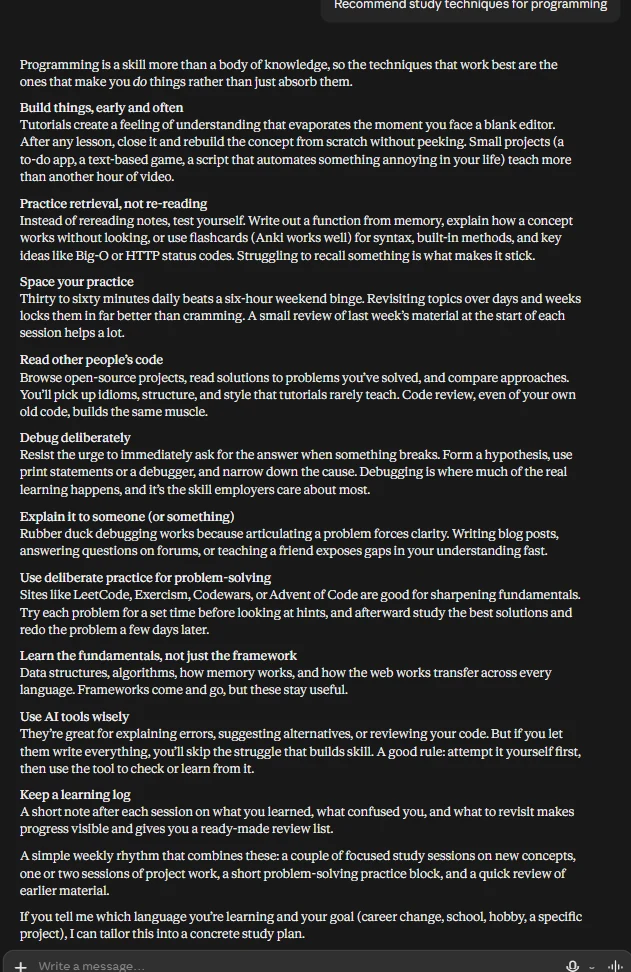 Recommend study techniques for programming
Programming is a skill more than a body of knowledge, so the techniques that work best are the
ones that make you do things rather than just absorb them.
Build things, early and often
Tutorials create a feeling of understanding that evaporates the moment you face a blank editor.
After any lesson, close it and rebuild the concept from scratch without peeking. Small projects (a
to-do app, a text-based game, a script that automates something annoying in your life) teach more
than another hour of video.
Practice retrieval, not re-reading
Instead of rereading notes, test yourself. Write out a function from memory, explain how a concept
works without looking, or use flashcards (Anki works well) for syntax, built-in methods, and key
ideas like Big-O or HTTP status codes. Struggling to recall something is what makes it stick.
Space your practice
Thirty to sixty minutes daily beats a six-hour weekend binge. Revisiting topics over days and weeks
locks them in far better than cramming. A small review of last week's material at the start of each
session helps a lot.
Read other people's code
Browse open-source projects, read solutions to problems you've solved, and compare approaches.
You'll pick up idioms, structure, and style that tutorials rarely teach. Code review, even of your own
old code, builds the same muscle.
Debug deliberately
Resist the urge to immediately ask for the answer when something breaks. Form a hypothesis, use
print statements or a debugger, and narrow down the cause. Debugging is where much of the real
learning happens, and it's the skill employers care about most.
Explain it to someone (or something)
Rubber duck debugging works because articulating a problem forces clarity. Writing blog posts,
answering questions on forums, or teaching a friend exposes gaps in your understanding fast.
Use deliberate practice for problem-solving
Sites like LeetCode, Exercism, Codewars, or Advent of Code are good for sharpening fundamentals.
Try each problem for a set time before looking at hints, and afterward study the best solutions and
redo the problem a few days later.
Learn the fundamentals, not just the framework
Data structures, algorithms, how memory works, and how the web works transfer across every
language. Frameworks come and go, but these stay useful.
Use AI tools wisely
They're great for explaining errors, suggesting alternatives, or reviewing your code. But if you let
them write everything, you'll skip the struggle that builds skill. A good rule: attempt it yourself first,
then use the tool to check or learn from it.
Keep a learning log
A short note after each session on what you learned, what confused you, and what to revisit makes
progress visible and gives you a ready-made review list.
A simple weekly rhythm that combines these: a couple of focused study sessions on new concepts,
one or two sessions of project work, a short problem-solving practice block, and a quick review of
earlier material.
If you tell me which language you're learning and your goal (career change, school, hobby, a specific
project), I can tailor this into a concrete study plan.
Write a message...